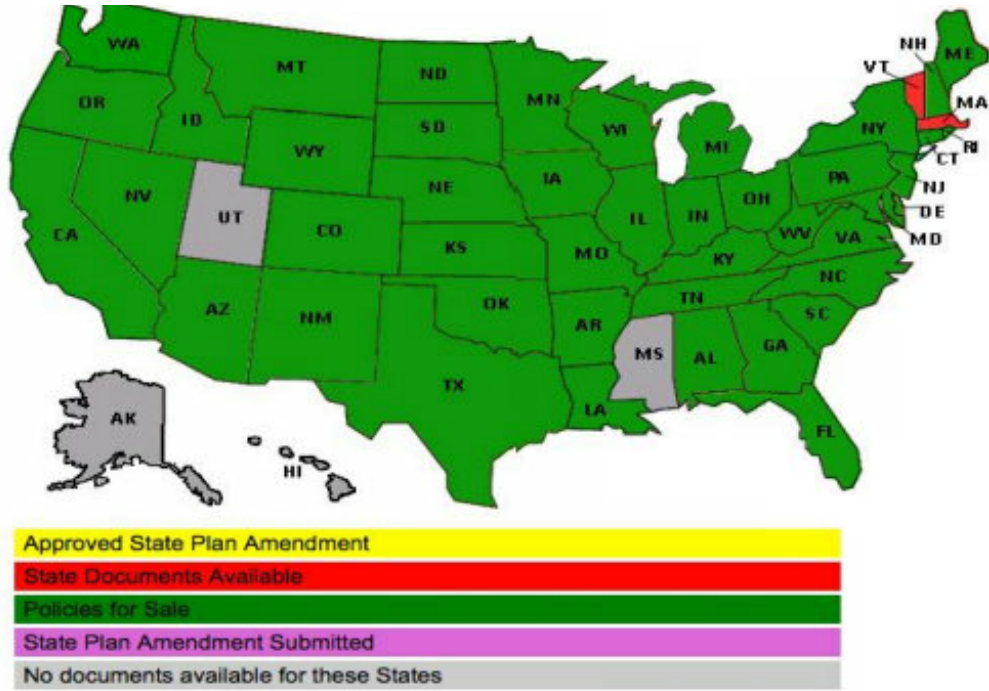 WA
MT
ND
MN
OR
ID
SD
WY
WI
MI
NH
ME
VT
MA
NY
RI
CT
NV
UT
NE
IA
PA
NJ
CA
CO
IL
IN
OH
DE
MD
WV
VA
KS
MO
KY
NC
AZ
NM
OK
TN
SC
AR
MS
AL
GA
TX
LA
FL
AK
HI
Approved State Plan Amendment
State Documents Available
Policies for Sale
State Plan Amendment Submitted
No documents available for these States